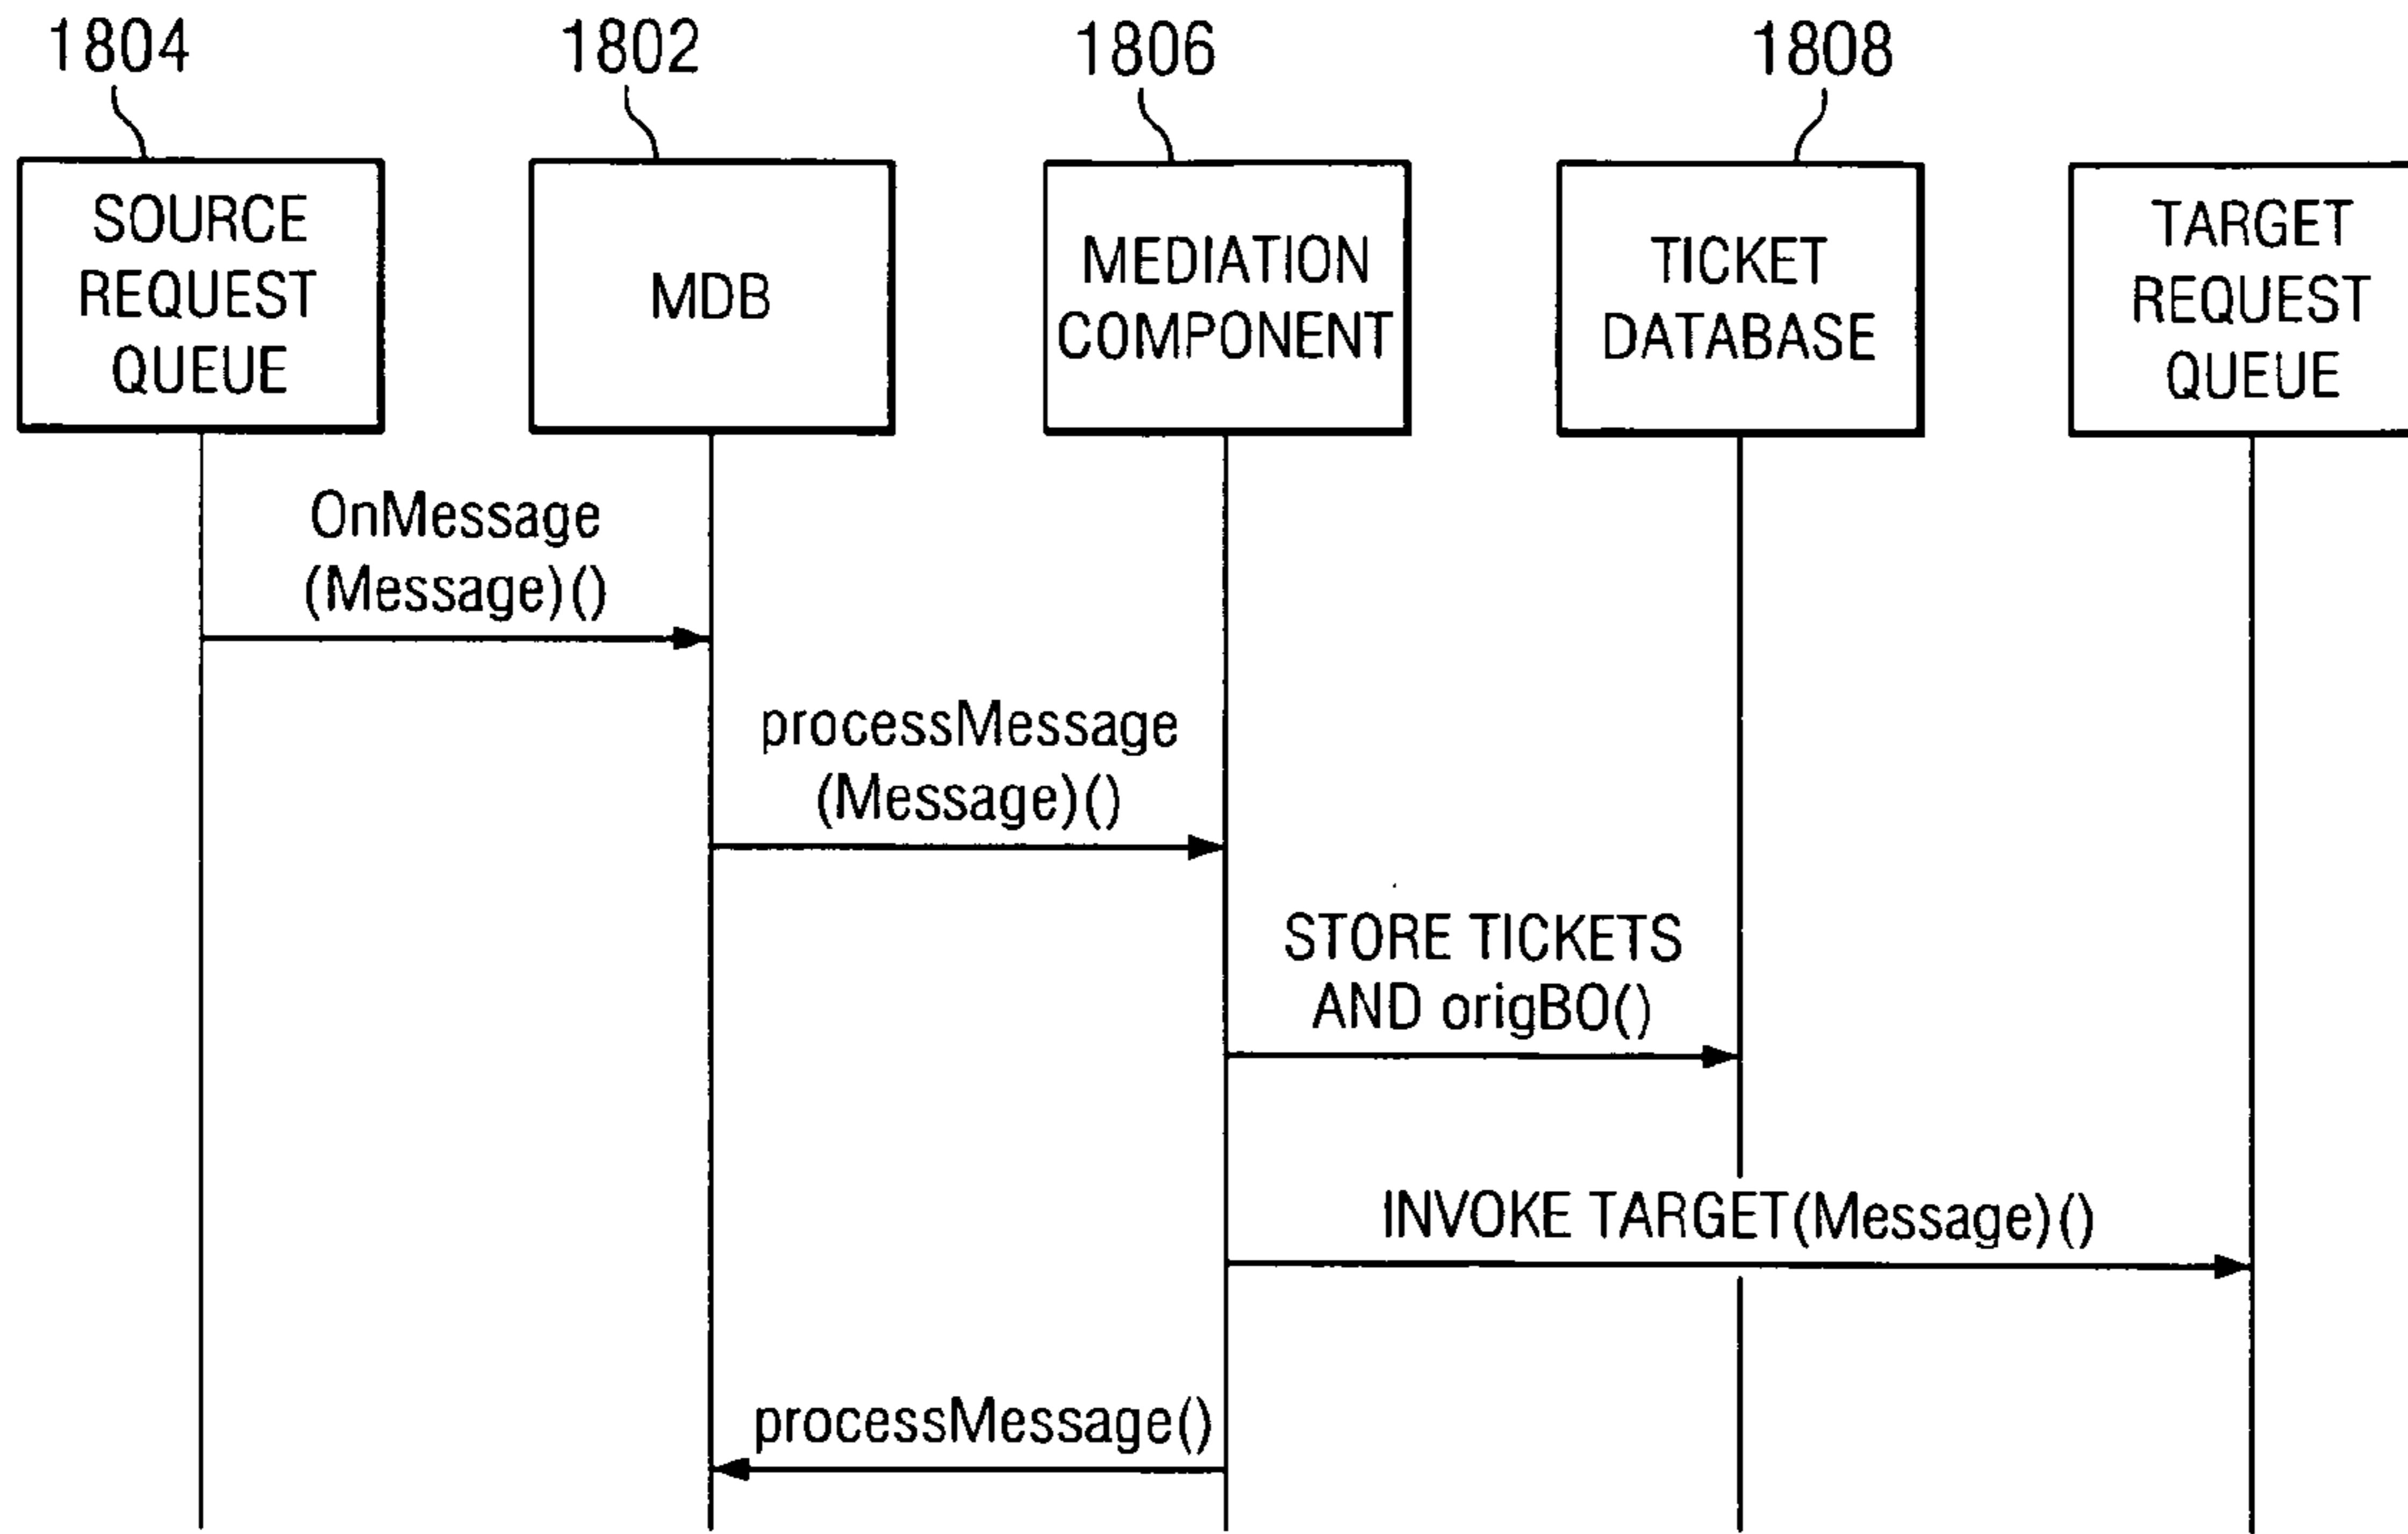 1804
1802
1806
1808
SOURCE
REQUEST
QUEUE
MDB
MEDIATION
COMPONENT
TICKET
DATABASE
TARGET
REQUEST
QUEUE
OnMessage
(Message)()
processMessage
(Message)()
STORE TICKETS
AND origBO()
INVOKE TARGET(Message)()
processMessage()